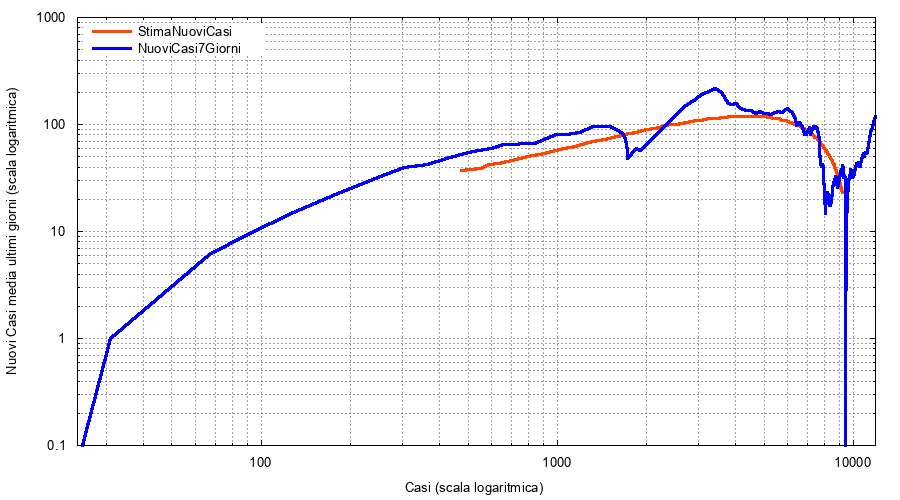 1000
100
10
1
0.1
StimaNuoviCasi
NuoviCasi7Giorni
Nuovi Casi media ultimi giorni (scala logaritmica)
100
1000
10000
Casi (scala logaritmica)